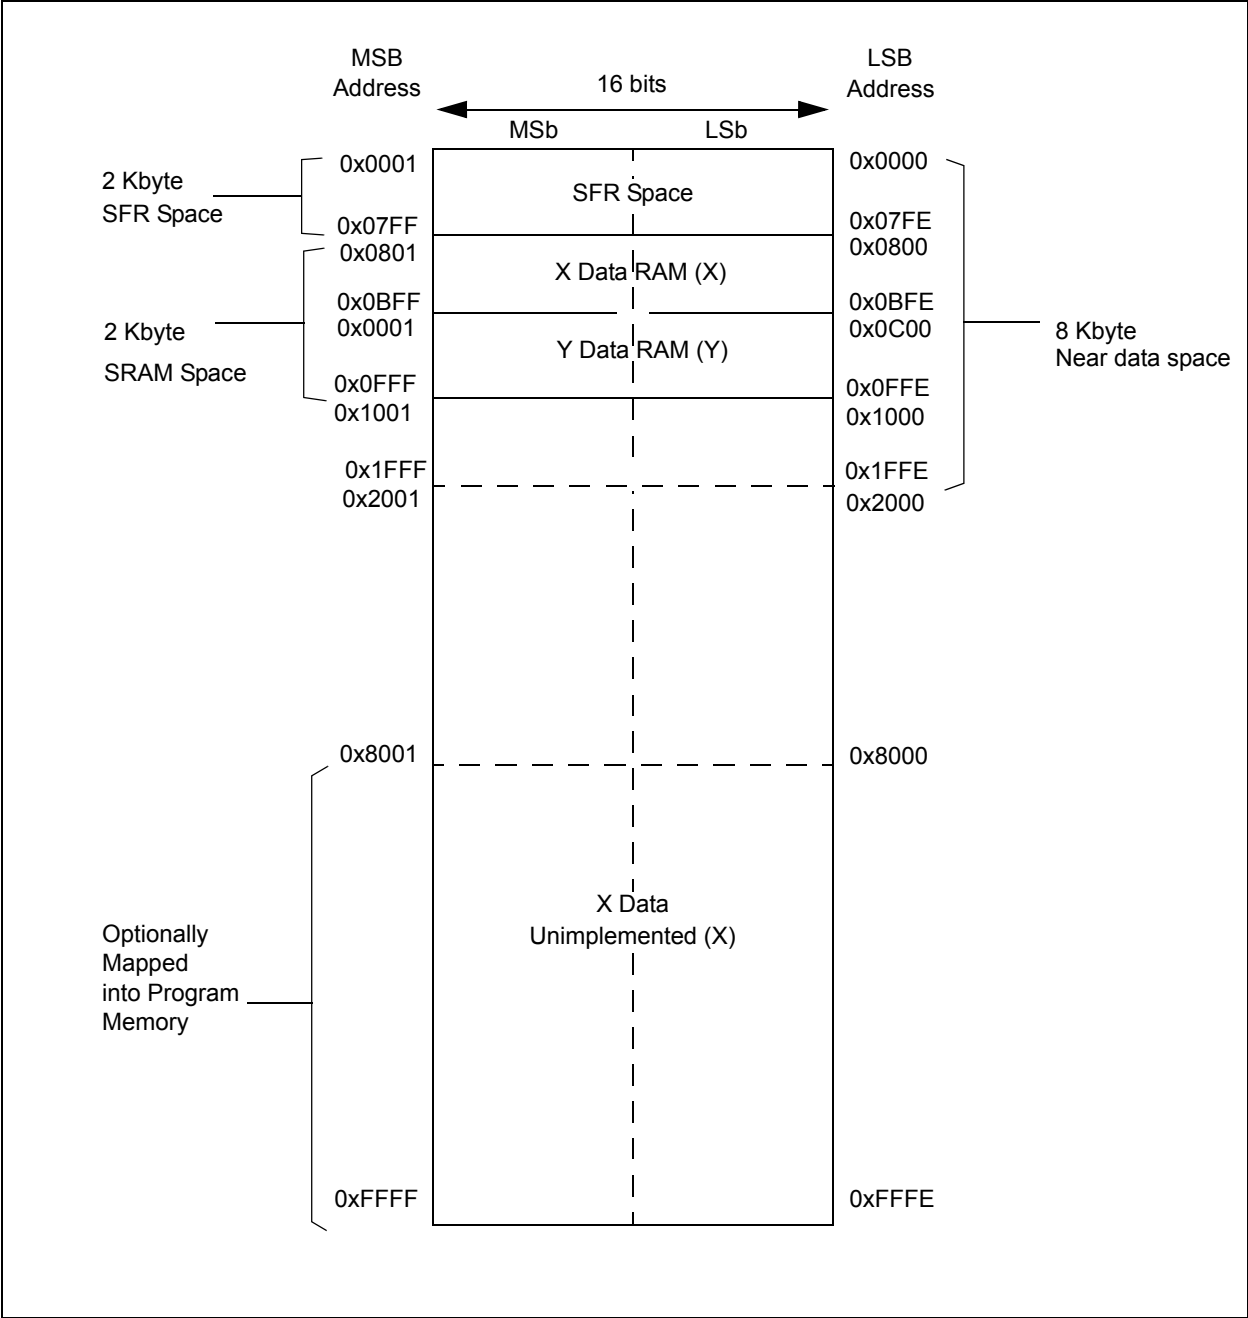 MSB
Address
16 bits
LSB
Address
MSb
LSb
2 Kbyte
SFR Space
0x0001
SFR Space
0x0000
0x07FF
0x07FE
0x0801
0x0800
X Data RAM (X)
0x0BFF
0x0BFE
2 Kbyte
SRAM Space
0x0001
0x0C00
8 Kbyte
Near data space
Y Data RAM (Y)
0x0FFF
0x0FFE
0x1001
0x1000
0x1FFF
0x1FFE
0x2001
0x2000
0x8001
0x8000
X Data
Unimplemented (X)
Optionally
Mapped
into Program
Memory
0xFFFF
0xFFFE